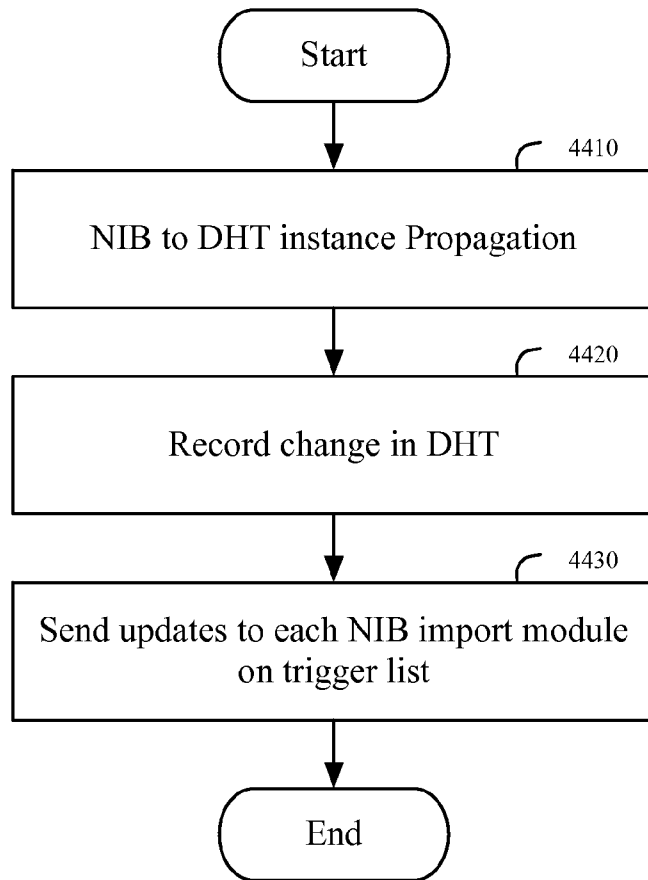 Start
4410
NIB to DHT instance Propagation
4420
Record change in DHT
4430
Send updates to each NIB import module
on trigger list
End